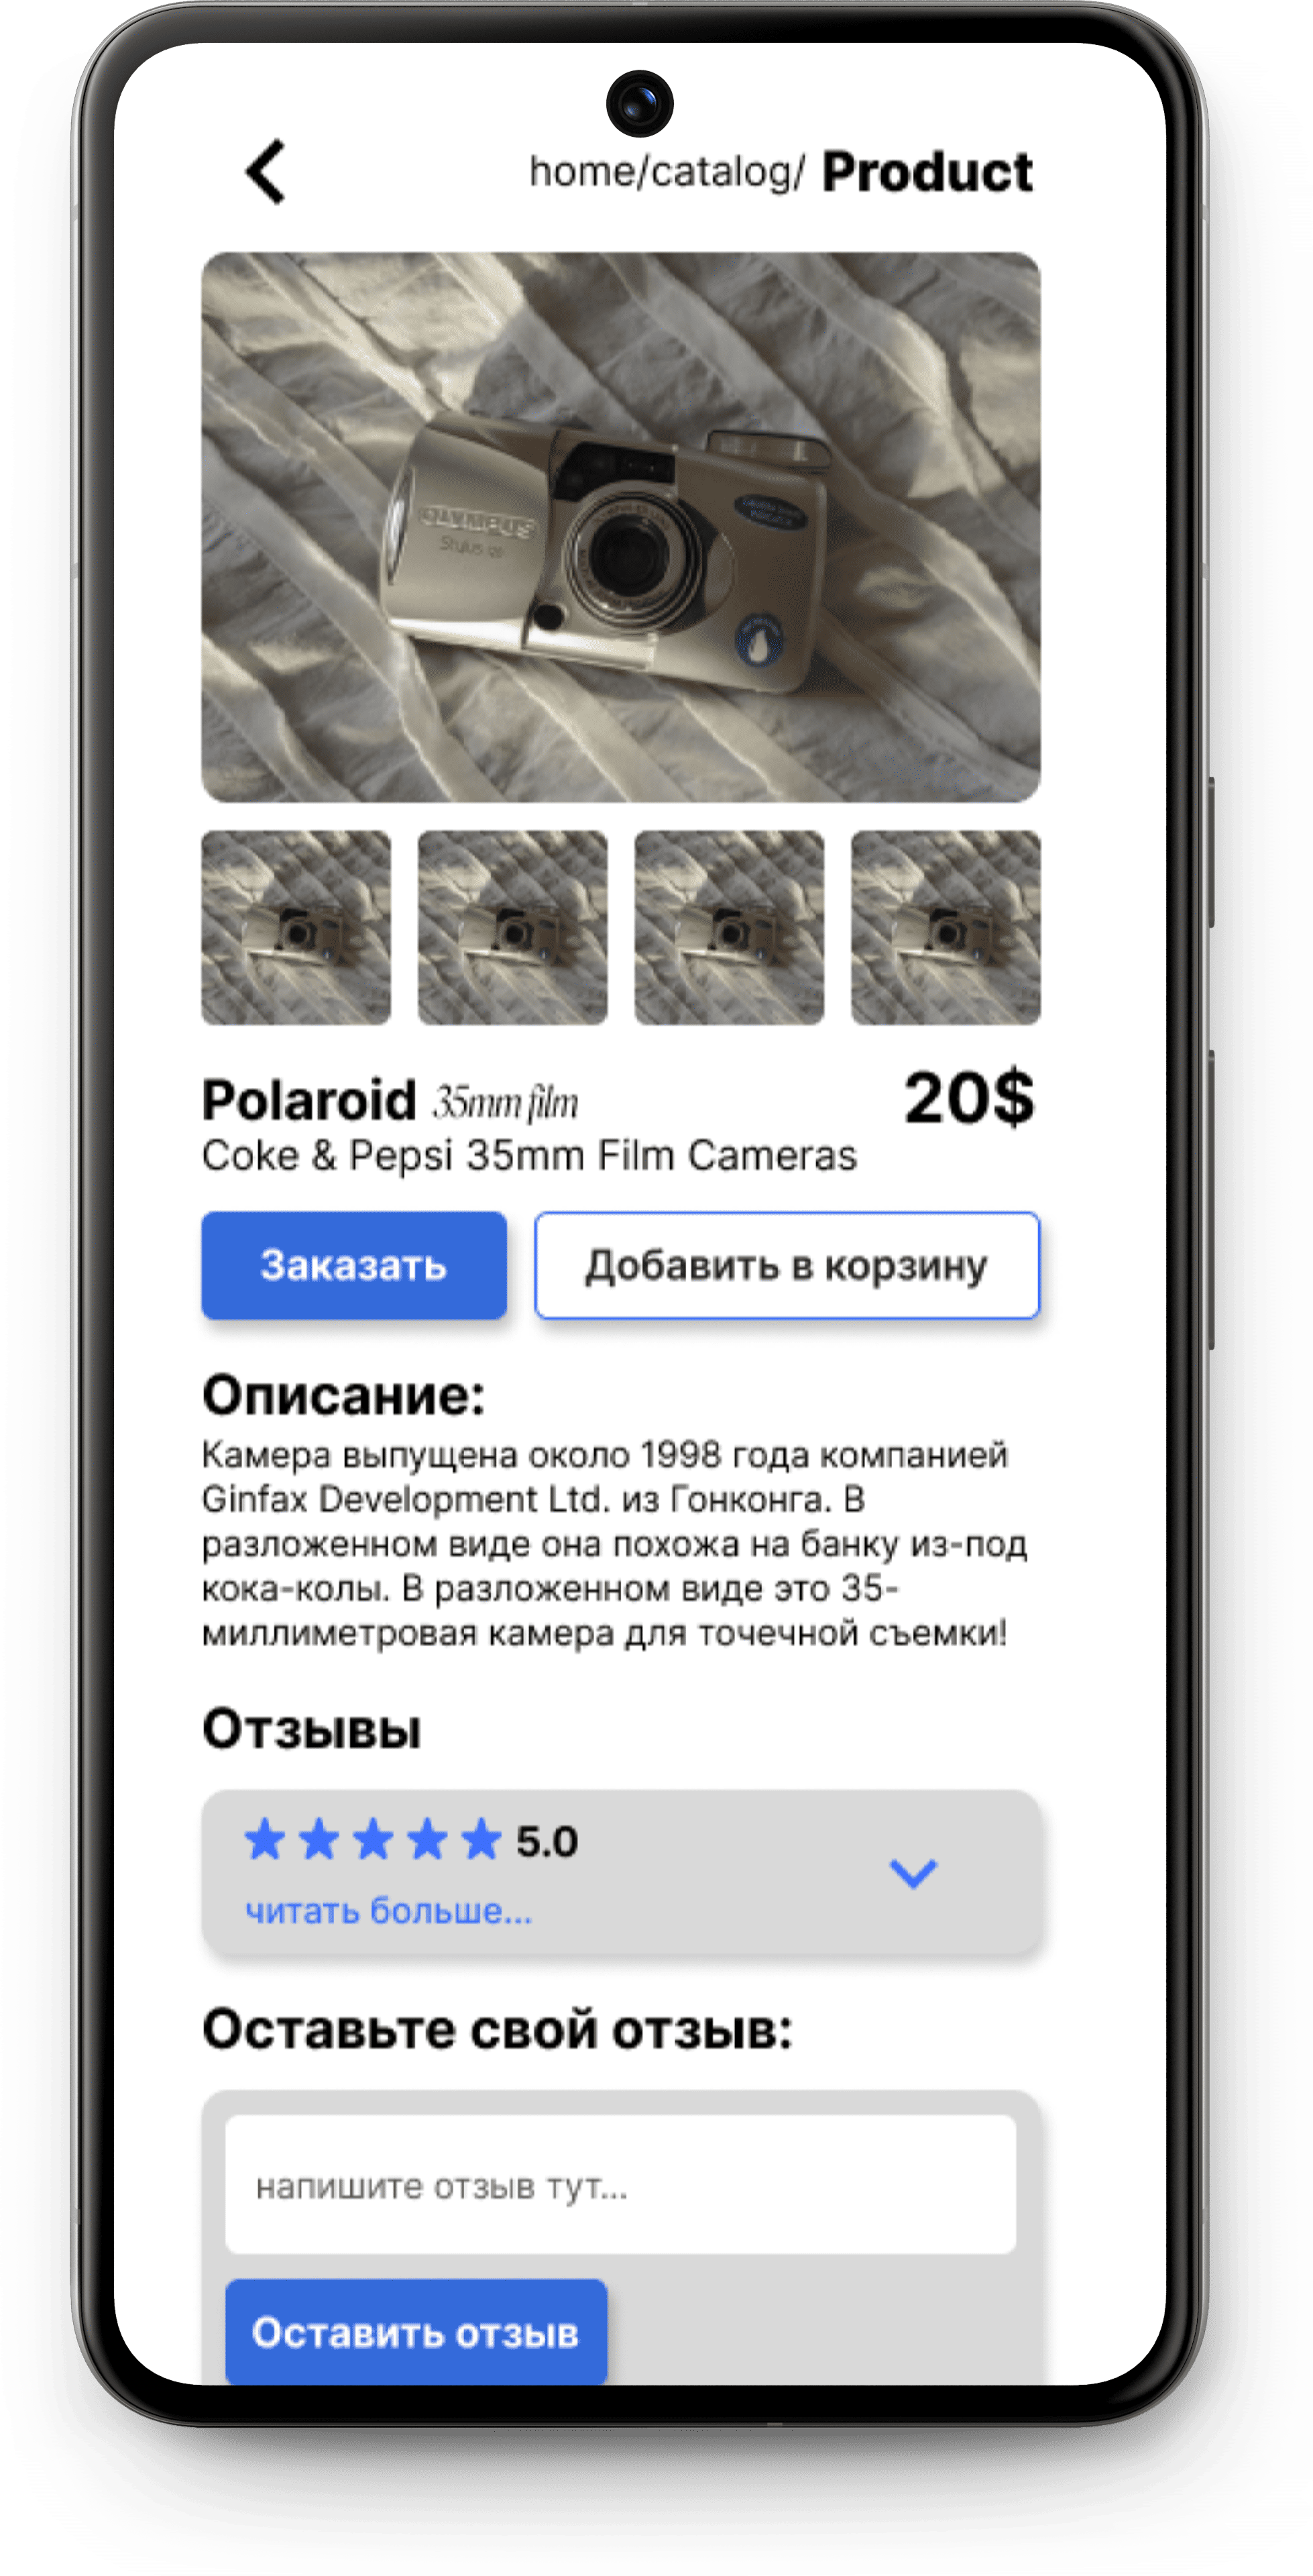 home/catalog/ Product
OLYMPUS
Stylus 120
Polaroid 35mm film 20$
Coke & Pepsi 35mm Film Cameras
Заказать Добавить в корзину
Описание:
Камера выпущена около 1998 года компанией
Ginfax Development Ltd. из Гонконга. В
разложенном виде она похожа на банку из-под
кока-колы. В разложенном виде это 35-
миллиметровая камера для точечной съемки!
Отзывы
5.0
читать больше...
Оставьте свой отзыв:
напишите отзыв тут...
Оставить отзыв